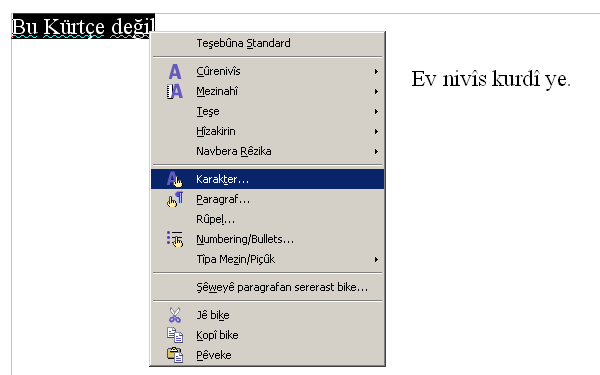 Bu Kürtçe değil
Teşebûna Standard
Cûrenivîs
Mezinahî
Teşe
Hîzakirin
Navbera Rêzika
Karakter...
Paragraf...
Rûpel...
Numbering/Bullets...
Tîpa Mezin/Piçûk
Şêweyê paragrafan sererast bike...
Jê bike
Kopî bike
Pêveke
Ev nivîs kurdî ye.